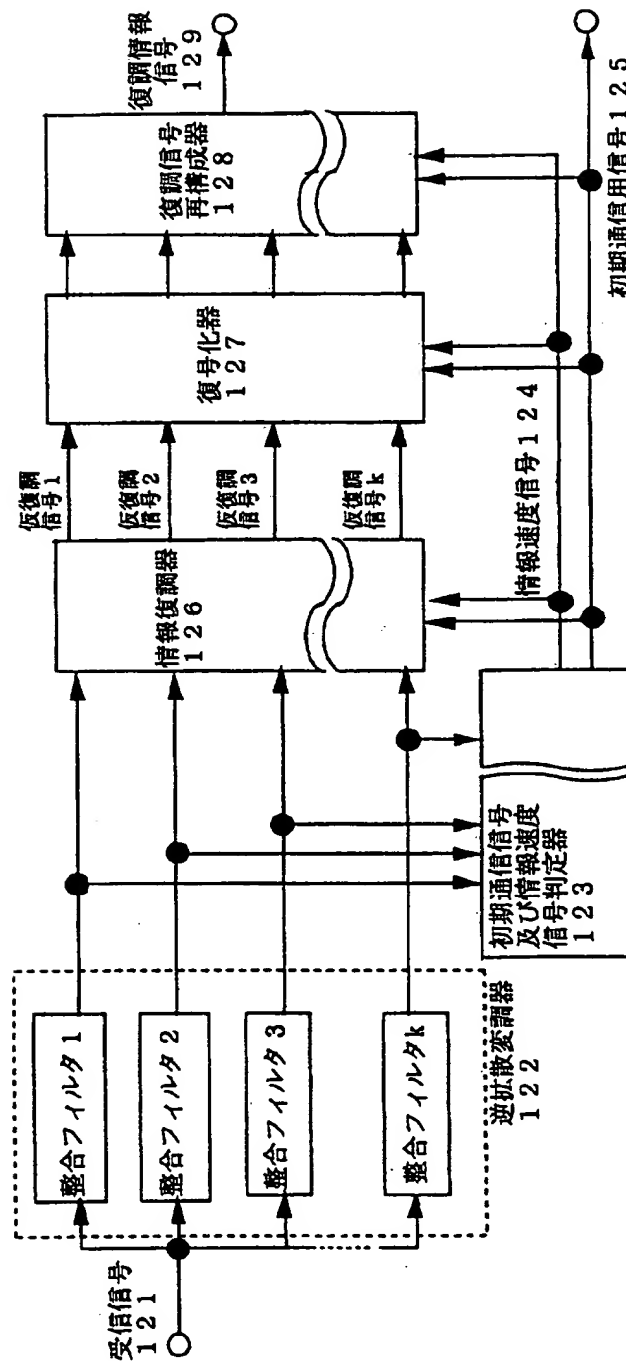 受信信号
121
整合フィルタ1
整合フィルタ2
整合フィルタ3
整合フィルタk
逆拡散変調器
122
初期通信信号
及び情報速度
信号判定器
123
情報復調器
126
仮復調
信号1
仮復調
信号2
仮復調
信号3
仮復調
信号k
情報速度信号124
復号化器
127
復調信号
再構成器
128
復調情報
信号
129
初期通信用信号125